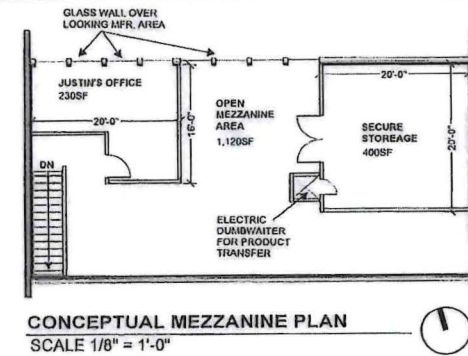 GLASS WALL OVER
LOOKING MFR. AREA
JUSTIN'S OFFICE
230SF
20'-0"
16'-0"
OPEN
MEZZANINE
AREA
1,120SF
20'-0"
SECURE
STOREAGE
400SF
20'-0"
DN
ELECTRIC
DUMBWAITER
FOR PRODUCT
TRANSFER
CONCEPTUAL MEZZANINE PLAN
SCALE 1/8" = 1'-0"